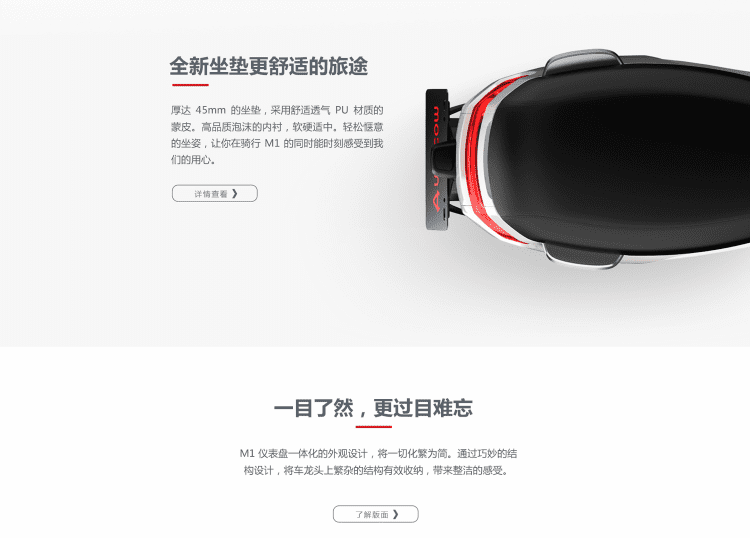 全新坐垫更舒适的旅途
厚达 45mm 的坐垫，采用舒适透气 PU 材质的
蒙皮。高品质泡沫的内衬，软硬适中。轻松惬意
的坐姿，让你在骑行 M1 的同时能时刻感受到我
们的用心。
详情查看 ❯
一目了然，更过目难忘
M1 仪表盘一体化的外观设计，将一切化繁为简。通过巧妙的结
构设计，将车龙头上繁杂的结构有效收纳，带来整洁的感受。
了解版面 ❯